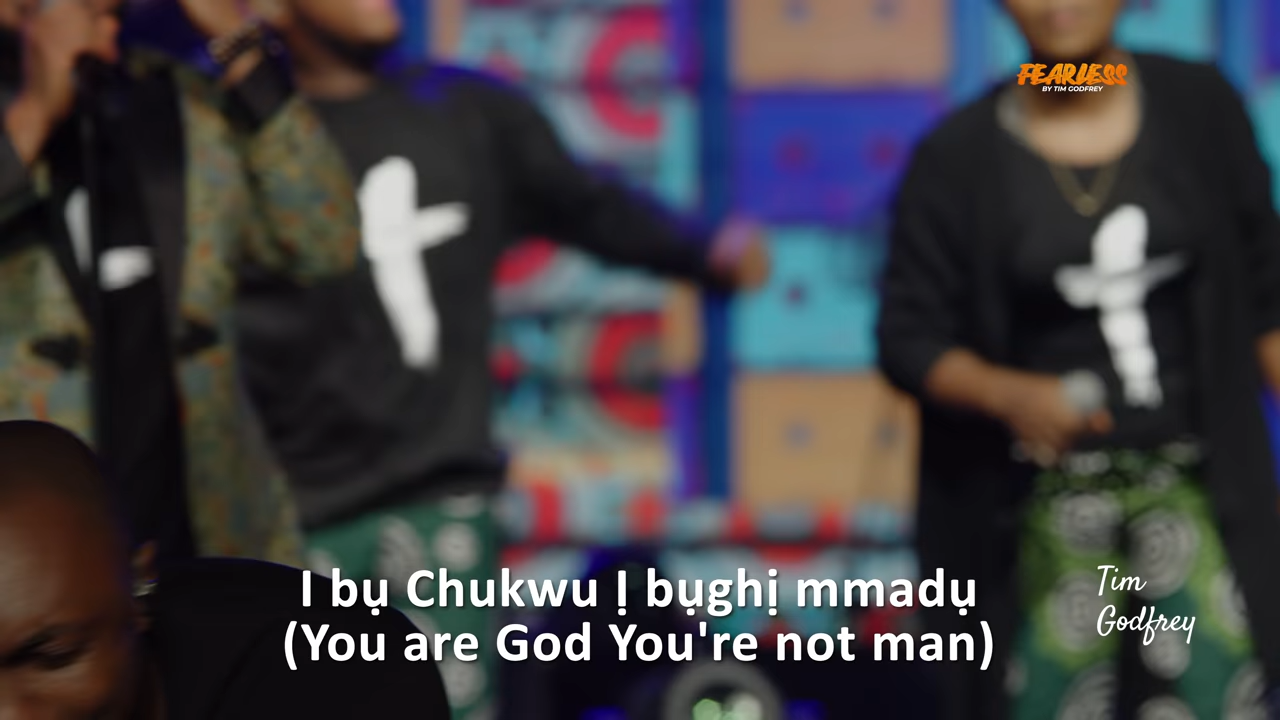 FEARLESS
BY TIM GODFREY
I bụ Chukwu Ị bụghị mmadụ
(You are God You're not man)
Tim
Godfrey